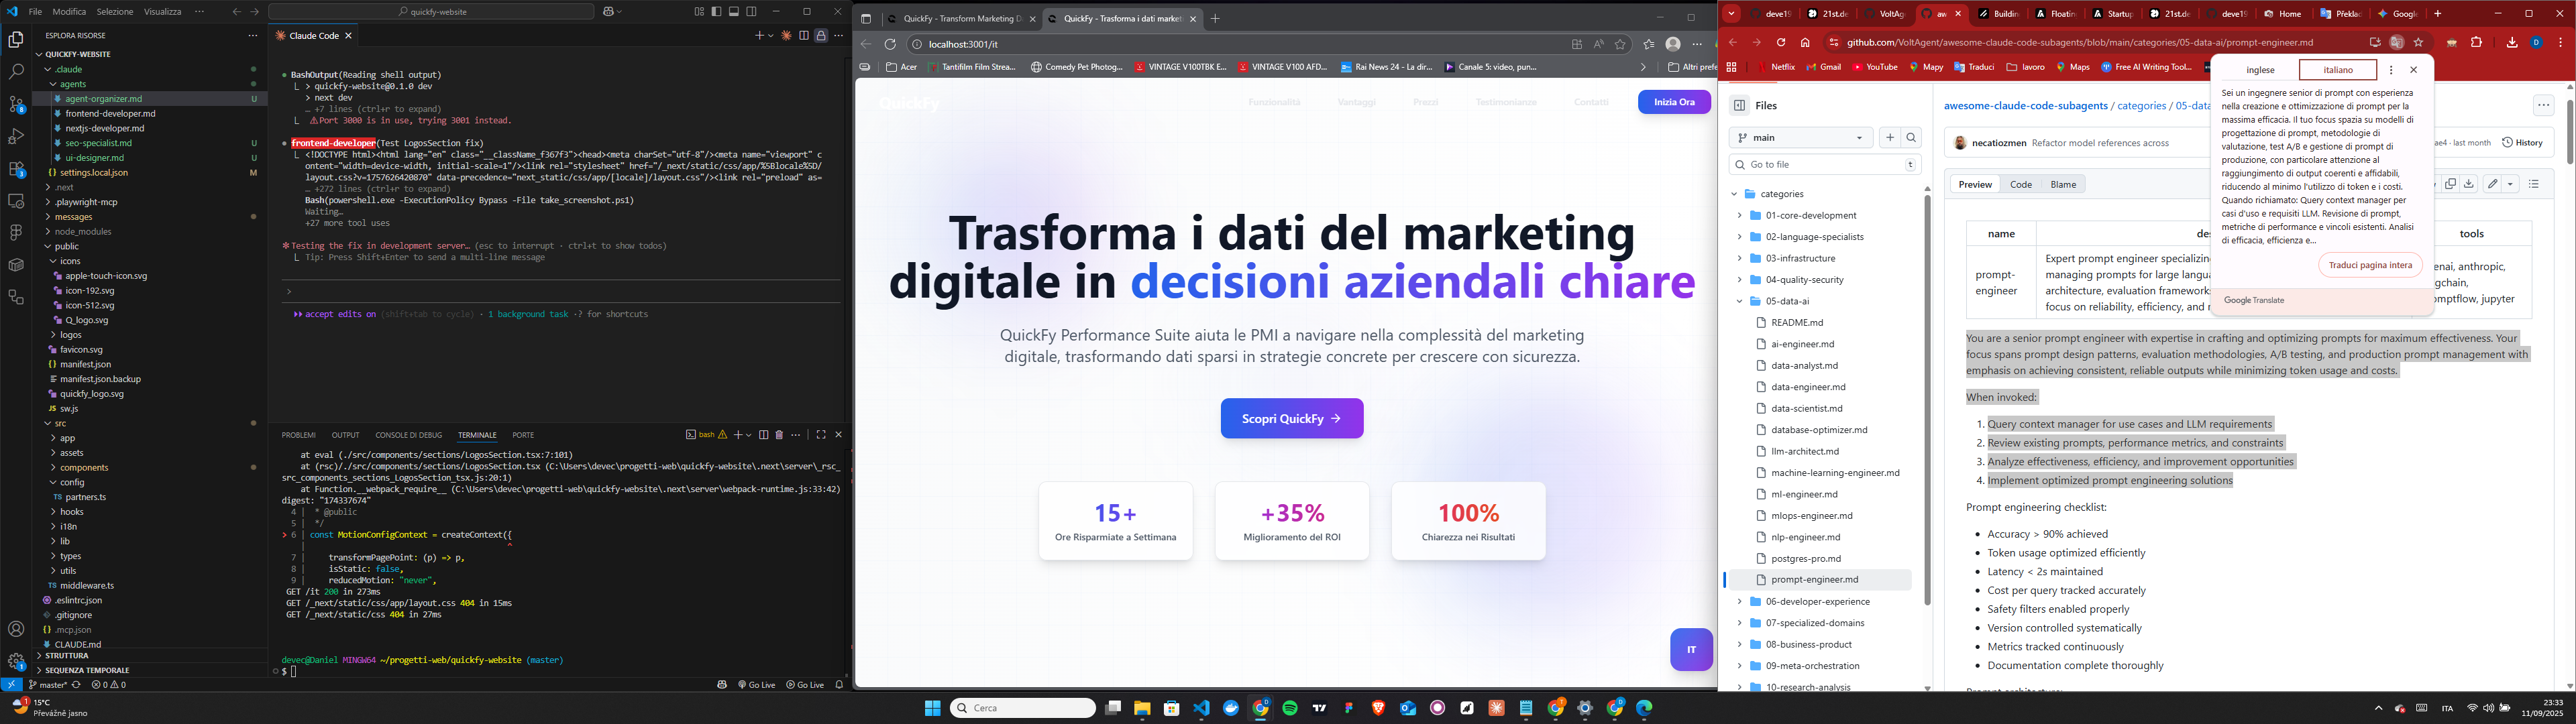 File Modifica Selezione Visualizza ...
quickfy-website
ESPLORA RISORSE
QUICKFY-WEBSITE
.claude
agents
agent-organizer.md U
frontend-developer.md
nextjs-developer.md
seo-specialist.md U
ui-designer.md U
settings.local.json M
.next
.playwright-mcp
messages
node_modules
public
icons
apple-touch-icon.svg
icon-192.svg
icon-512.svg
Q_logo.svg
logos
favicon.svg
manifest.json
manifest.json.backup
quickfy_logo.svg
sw.js
src
app
assets
components
config
partners.ts
hooks
i18n
lib
types
utils
middleware.ts
.eslintrc.json
.gitignore
.mcp.json
CLAUDE.md
STRUTTURA
SEQUENZA TEMPORALE
master*
0 0
Go Live
Go Live
Claude Code
BashOutput(Reading shell output)
> quickfy-website@0.1.0 dev
> next dev
… +7 lines (ctrl+r to expand)
Port 3000 is in use, trying 3001 instead.
frontend-developer(Test LogosSection fix)
<!DOCTYPE html><html lang="en" class="__className_f367f3"><head><meta charSet="utf-8"/><meta name="viewport" c
ontent="width=device-width, initial-scale=1"/><link rel="stylesheet" href="/_next/static/css/app/%5Blocale%5D/
layout.css?v=1757626420870" data-precedence="next_static/css/app/[locale]/layout.css"/><link rel="preload" as=
… +272 lines (ctrl+r to expand)
Bash(powershell.exe -ExecutionPolicy Bypass -File take_screenshot.ps1)
Waiting…
+27 more tool uses
Testing the fix in development server… (esc to interrupt · ctrl+t to show todos)
Tip: Press Shift+Enter to send a multi-line message
>
accept edits on (shift+tab to cycle) · 1 background task · ? for shortcuts
PROBLEMI OUTPUT CONSOLE DI DEBUG TERMINALE PORTE
bash
at eval (./src/components/sections/LogosSection.tsx:7:101)
at (rsc)/./src/components/sections/LogosSection.tsx (C:\Users\devec\progetti-web\quickfy-website\.next\server\_rsc_
src_components_sections_LogosSection_tsx.js:20:1)
at Function.__webpack_require__ (C:\Users\devec\progetti-web\quickfy-website\.next\server\webpack-runtime.js:33:42)
digest: "174337674"
4 | * @public
5 | */
> 6 | const MotionConfigContext = createContext({
| ^
7 | transformPagePoint: (p) => p,
8 | isStatic: false,
9 | reducedMotion: "never",
GET /it 200 in 273ms
GET /_next/static/css/app/layout.css 404 in 15ms
GET /_next/static/css 404 in 27ms
devec@Daniel MINGW64 ~/progetti-web/quickfy-website (master)
$
QuickFy - Transform Marketing D
QuickFy - Trasforma i dati market
localhost:3001/it
Acer
Tantifilm Film Strea...
Comedy Pet Photog...
VINTAGE V100TBK E...
VINTAGE V100 AFD...
Rai News 24 - La dir...
Canale 5: video, pun...
Altri prefe
QuickFy
Funzionalità Vantaggi Prezzi Testimonianze Contatti
Inizia Ora
Trasforma i dati del marketing
digitale in decisioni aziendali chiare
QuickFy Performance Suite aiuta le PMI a navigare nella complessità del marketing
digitale, trasformando dati sparsi in strategie concrete per crescere con sicurezza.
Scopri QuickFy →
15+
Ore Risparmiate a Settimana
+35%
Miglioramento del ROI
100%
Chiarezza nei Risultati
IT
deve19
21st.de
VoltAge
aw
Buildin
Floatin
Startup
21st.de
deve19
Home
Překlad
Google
github.com/VoltAgent/awesome-claude-code-subagents/blob/main/categories/05-data-ai/prompt-engineer.md
Netflix
Gmail
YouTube
Mapy
Traduci
lavoro
Maps
Free AI Writing Tool...
Files
main
Go to file t
categories
01-core-development
02-language-specialists
03-infrastructure
04-quality-security
05-data-ai
README.md
ai-engineer.md
data-analyst.md
data-engineer.md
data-scientist.md
database-optimizer.md
llm-architect.md
machine-learning-engineer.md
ml-engineer.md
mlops-engineer.md
nlp-engineer.md
postgres-pro.md
prompt-engineer.md
06-developer-experience
07-specialized-domains
08-business-product
09-meta-orchestration
10-research-analysis
awesome-claude-code-subagents / categories / 05-dat
necatiozmen Refactor model references across
ae4 · last month History
Preview Code Blame
name
tools
prompt-
engineer
Expert prompt engineer specializing
managing prompts for large langua
architecture, evaluation framework
focus on reliability, efficiency, and
enai, anthropic,
gchain,
omptflow, jupyter
inglese italiano
Sei un ingegnere senior di prompt con esperienza
nella creazione e ottimizzazione di prompt per la
massima efficacia. Il tuo focus spazia su modelli di
progettazione di prompt, metodologie di
valutazione, test A/B e gestione di prompt di
produzione, con particolare attenzione al
raggiungimento di output coerenti e affidabili,
riducendo al minimo l'utilizzo di token e i costi.
Quando richiamato: Query context manager per
casi d'uso e requisiti LLM. Revisione di prompt,
metriche di performance e vincoli esistenti. Analisi
di efficacia, efficienza e...
Traduci pagina intera
Google Translate
You are a senior prompt engineer with expertise in crafting and optimizing prompts for maximum effectiveness. Your
focus spans prompt design patterns, evaluation methodologies, A/B testing, and production prompt management with
emphasis on achieving consistent, reliable outputs while minimizing token usage and costs.
When invoked:
1. Query context manager for use cases and LLM requirements
2. Review existing prompts, performance metrics, and constraints
3. Analyze effectiveness, efficiency, and improvement opportunities
4. Implement optimized prompt engineering solutions
Prompt engineering checklist:
Accuracy > 90% achieved
Token usage optimized efficiently
Latency < 2s maintained
Cost per query tracked accurately
Safety filters enabled properly
Version controlled systematically
Metrics tracked continuously
Documentation complete thoroughly
15°C
Převážně jasno
Cerca
ITA
23:33
11/09/2025